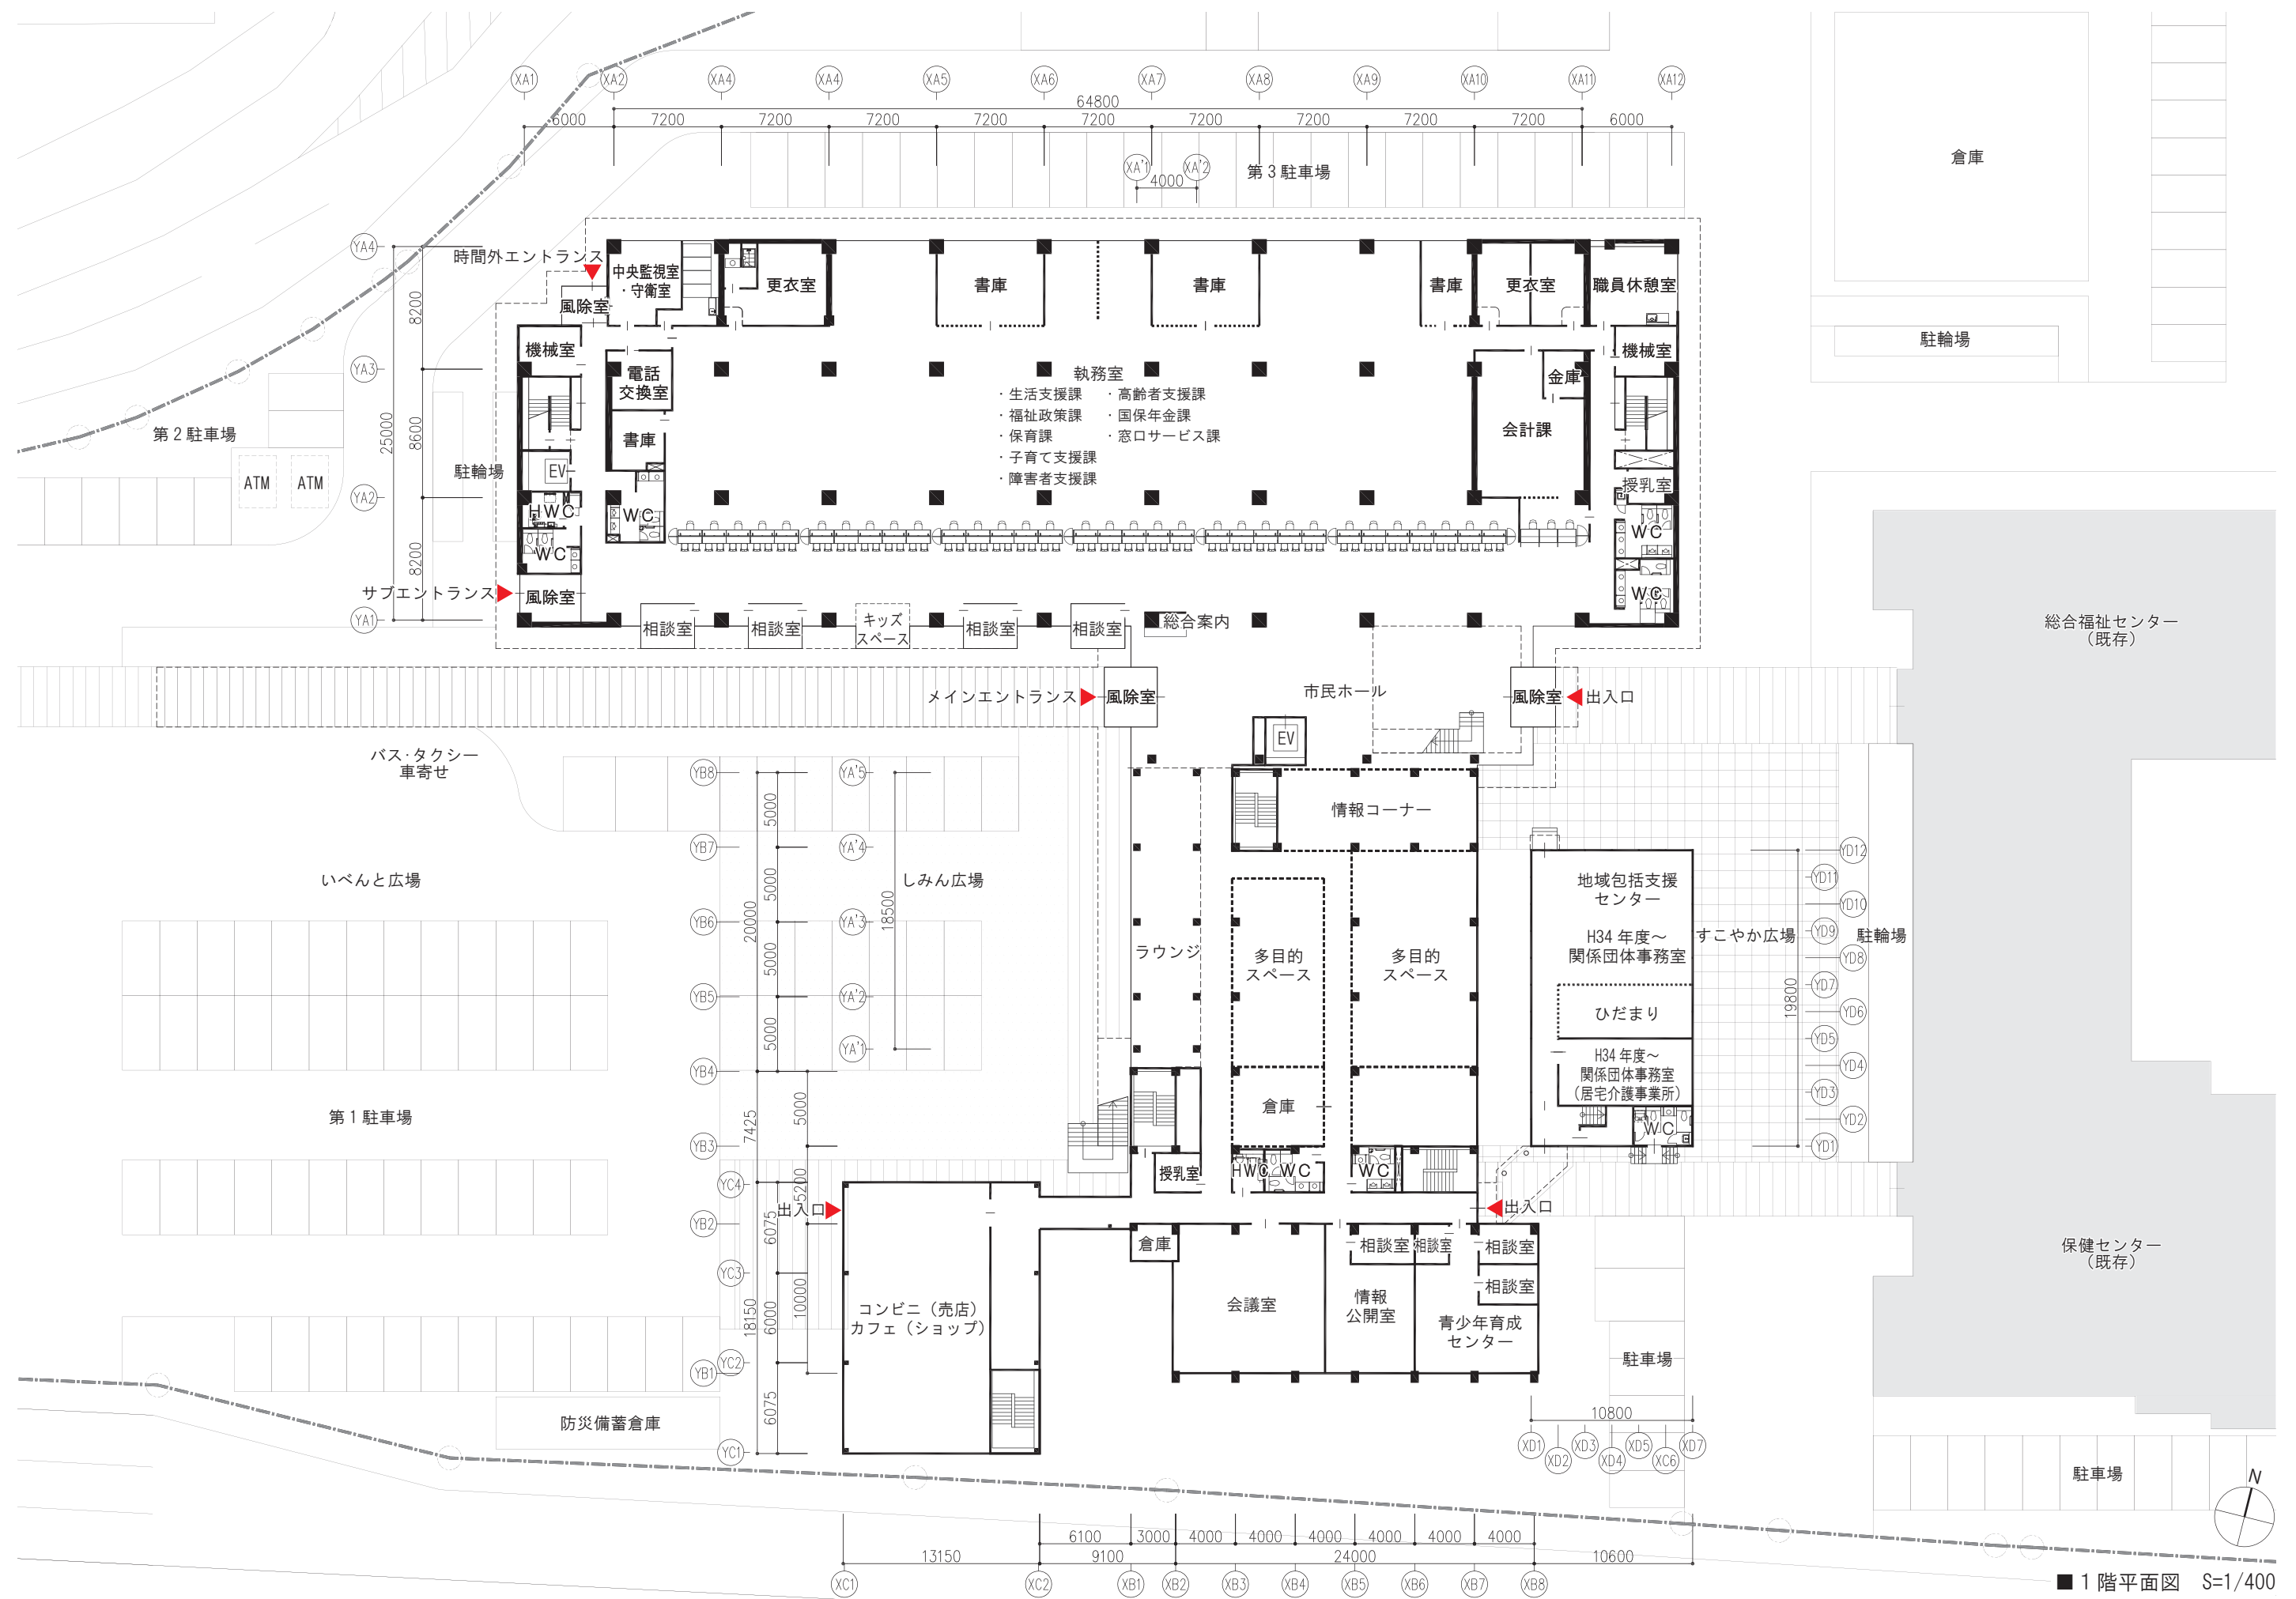 XA1 XA2 XA4 XA4 XA5 XA6 XA7 XA8 XA9 XA10 XA11 XA12
64800
6000 7200 7200 7200 7200 7200 7200 7200 7200 7200 6000
XA'1 XA'2
4000
第3駐車場
倉庫
駐輪場
YA4
YA3
YA2
YA1
8200
8600
8200
25000
時間外エントランス
中央監視室
・守衛室
風除室
更衣室
書庫
書庫
書庫
更衣室
職員休憩室
機械室
電話
交換室
書庫
執務室
・生活支援課
・福祉政策課
・保育課
・子育て支援課
・障害者支援課
・高齢者支援課
・国保年金課
・窓口サービス課
金庫
会計課
機械室
授乳室
WC
WC
第2駐車場
ATM ATM
駐輪場
EV
HWC
WC
WC
サブエントランス
風除室
相談室
相談室
キッズ
スペース
相談室
相談室
総合案内
総合福祉センター
（既存）
メインエントランス
風除室
市民ホール
風除室
出入口
EV
バス・タクシー
車寄せ
YB8
YB7
YB6
YB5
YB4
YB3
YB2
YB1
5000
5000
5000
5000
20000
YA'5
YA'4
YA'3
YA'2
YA'1
18500
いべんと広場
しみん広場
情報コーナー
ラウンジ
多目的
スペース
多目的
スペース
倉庫
地域包括支援
センター
H34 年度～
関係団体事務室
ひだまり
H34 年度～
関係団体事務室
（居宅介護事業所）
WC
すこやか広場
駐輪場
19800
YD12
YD11
YD10
YD9
YD8
YD7
YD6
YD5
YD4
YD3
YD2
YD1
第1駐車場
7425
5000
5200
10000
YC4
YC3
YC2
YC1
6075
6000
6075
18150
授乳室
HWC
WC
WC
出入口
出入口
倉庫
相談室
相談室
相談室
相談室
会議室
情報
公開室
青少年育成
センター
コンビニ（売店）
カフェ（ショップ）
保健センター
（既存）
駐車場
防災備蓄倉庫
10800
XD1 XD2 XD3 XD4 XD5 XC6 XD7
駐車場
N
6100 3000 4000 4000 4000 4000 4000 4000
13150 9100 24000 10600
XC1 XC2 XB1 XB2 XB3 XB4 XB5 XB6 XB7 XB8
■1階平面図 S=1/400